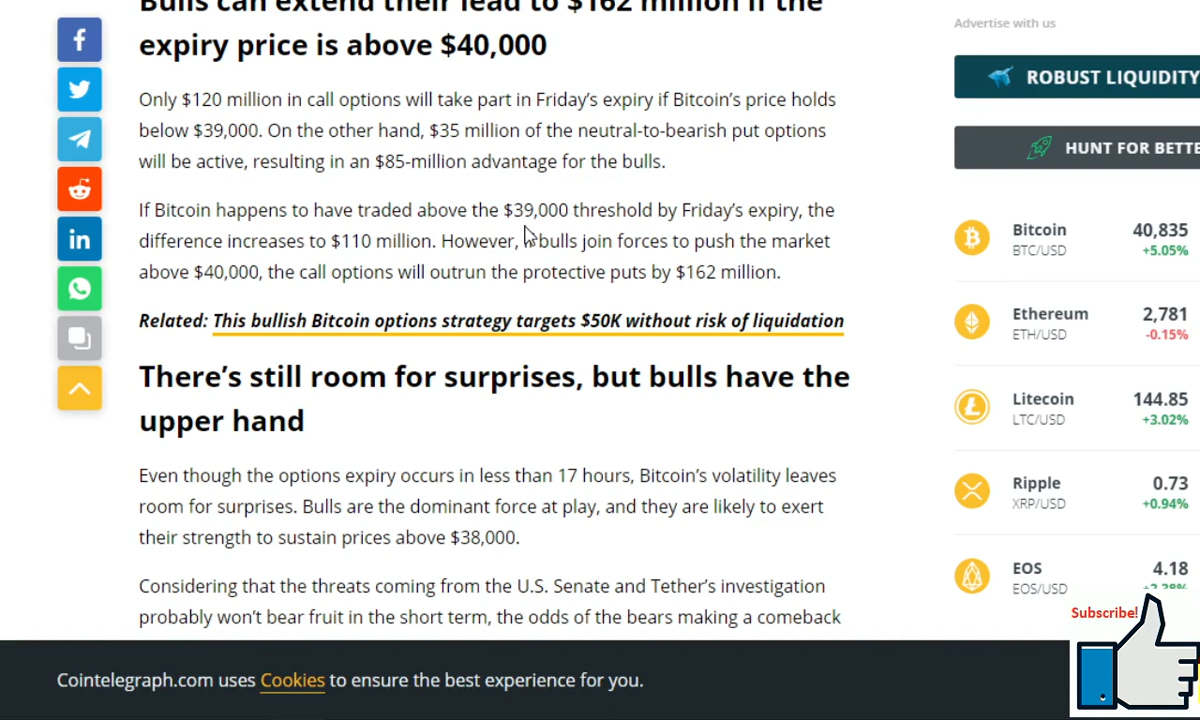 Bulls can extend their lead to $162 million if the
expiry price is above $40,000
Only $120 million in call options will take part in Friday's expiry if Bitcoin's price holds
below $39,000. On the other hand, $35 million of the neutral-to-bearish put options
will be active, resulting in an $85-million advantage for the bulls.
If Bitcoin happens to have traded above the $39,000 threshold by Friday's expiry, the
difference increases to $110 million. However, bulls join forces to push the market
above $40,000, the call options will outrun the protective puts by $162 million.
Related: This bullish Bitcoin options strategy targets $50K without risk of liquidation
There's still room for surprises, but bulls have the
upper hand
Even though the options expiry occurs in less than 17 hours, Bitcoin's volatility leaves
room for surprises. Bulls are the dominant force at play, and they are likely to exert
their strength to sustain prices above $38,000.
Considering that the threats coming from the U.S. Senate and Tether's investigation
probably won't bear fruit in the short term, the odds of the bears making a comeback
Cointelegraph.com uses Cookies to ensure the best experience for you.
Advertise with us
ROBUST LIQUIDITY
HUNT FOR BETTE
Bitcoin 40,835
BTC/USD +5.05%
Ethereum 2,781
ETH/USD -0.15%
Litecoin 144.85
LTC/USD +3.02%
Ripple 0.73
XRP/USD +0.94%
EOS 4.18
EOS/USD
Subscribe!